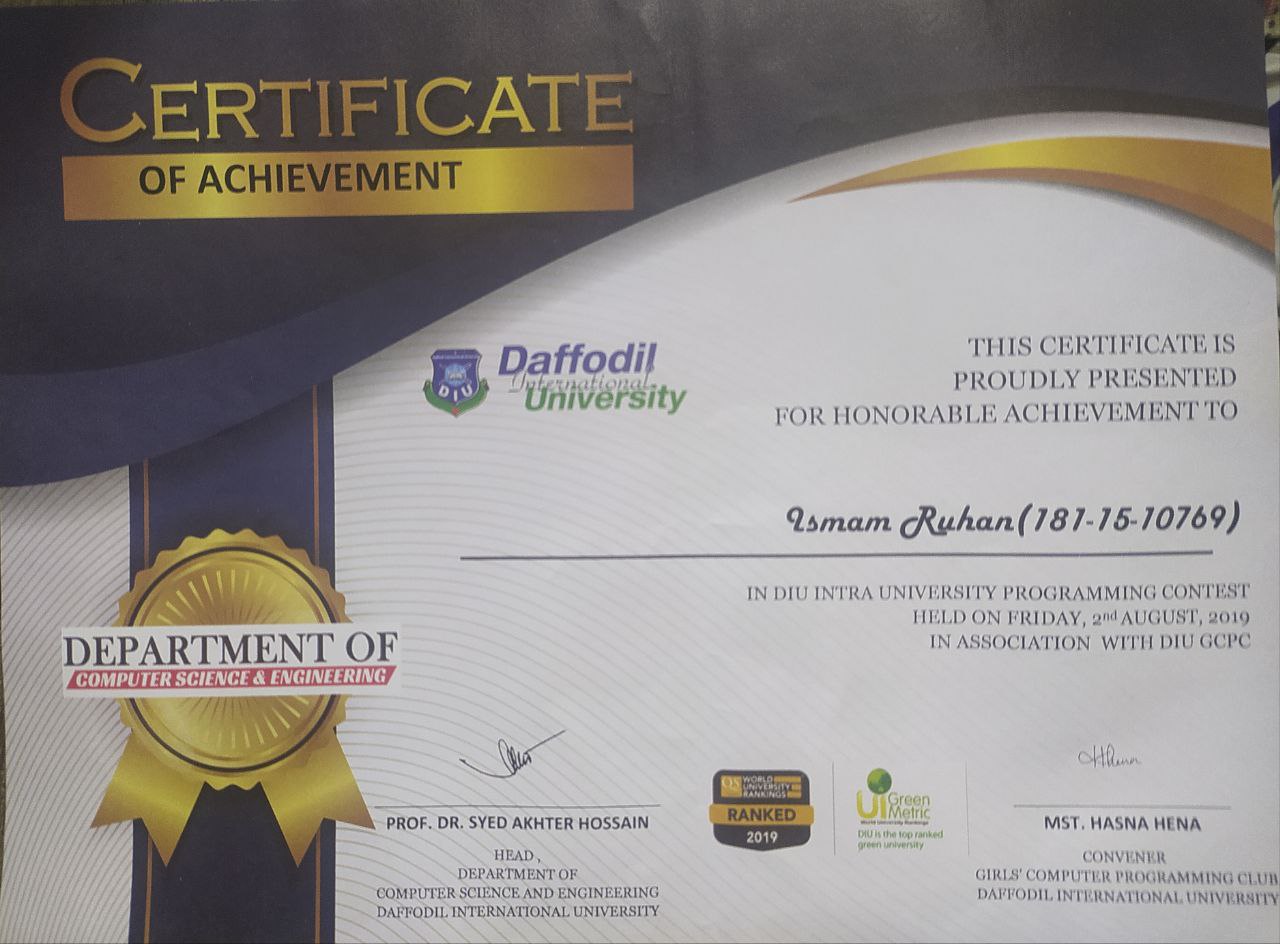 CERTIFICATE
OF ACHIEVEMENT
DIU
Daffodil
International
University
THIS CERTIFICATE IS
PROUDLY PRESENTED
FOR HONORABLE ACHIEVEMENT TO
Ismam Ruhan(181-15-10769)
IN DIU INTRA UNIVERSITY PROGRAMMING CONTEST
HELD ON FRIDAY, 2nd AUGUST, 2019
IN ASSOCIATION WITH DIU GCPC
DEPARTMENT OF
COMPUTER SCIENCE & ENGINEERING
PROF. DR. SYED AKHTER HOSSAIN
HEAD ,
DEPARTMENT OF
COMPUTER SCIENCE AND ENGINEERING
DAFFODIL INTERNATIONAL UNIVERSITY
QS WORLD
UNIVERSITY
RANKINGS
RANKED
2019
UI Green
Metric
World University Rankings
DIU is the top ranked
green university
MST. HASNA HENA
CONVENER
GIRLS' COMPUTER PROGRAMMING CLUB
DAFFODIL INTERNATIONAL UNIVERSITY